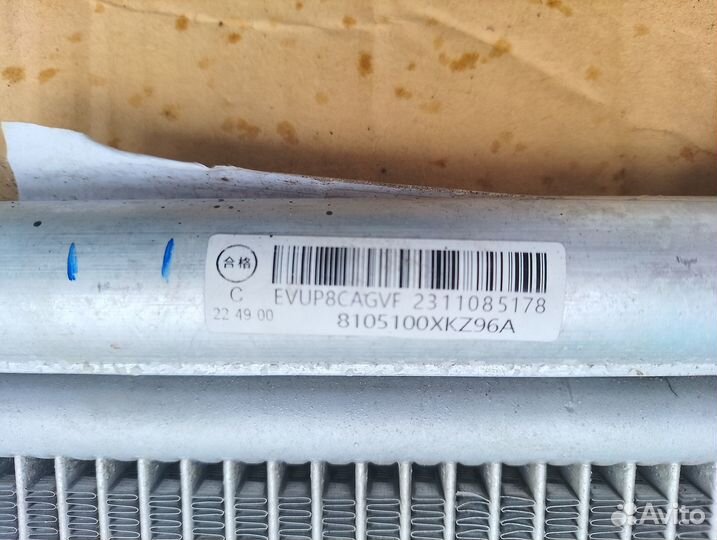 合格
C
22 49 00
EVUP8CAGVF 2311085178
8105100XKZ96A
Avito